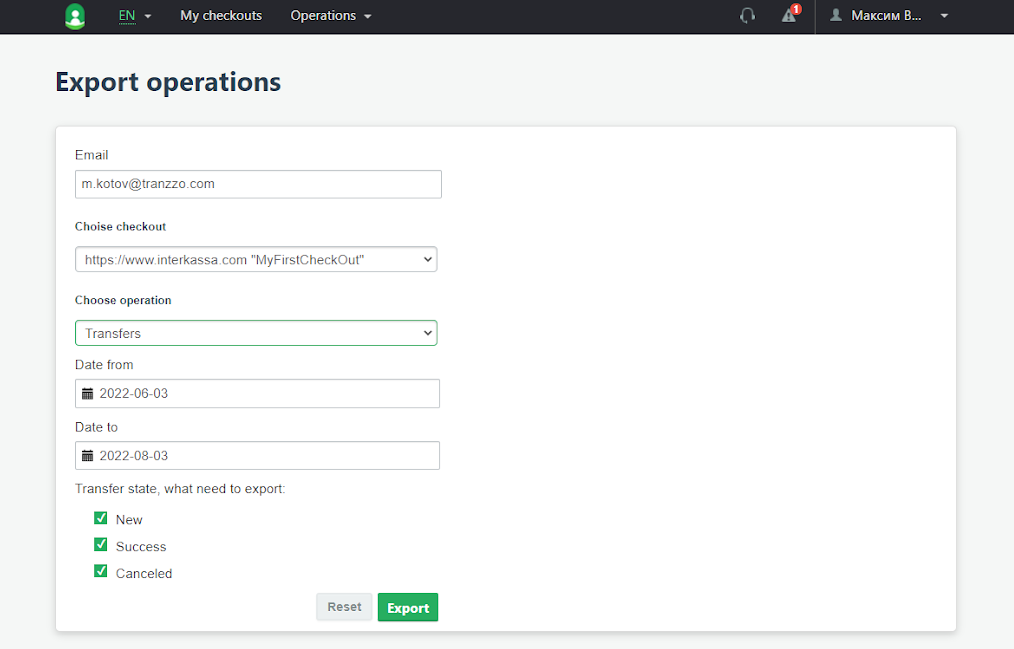 EN My checkouts Operations 1 Максим В...
Export operations
Email
m.kotov@tranzzo.com
Choise checkout
https://www.interkassa.com "MyFirstCheckOut"
Choose operation
Transfers
Date from
2022-06-03
Date to
2022-08-03
Transfer state, what need to export:
New
Success
Canceled
Reset Export